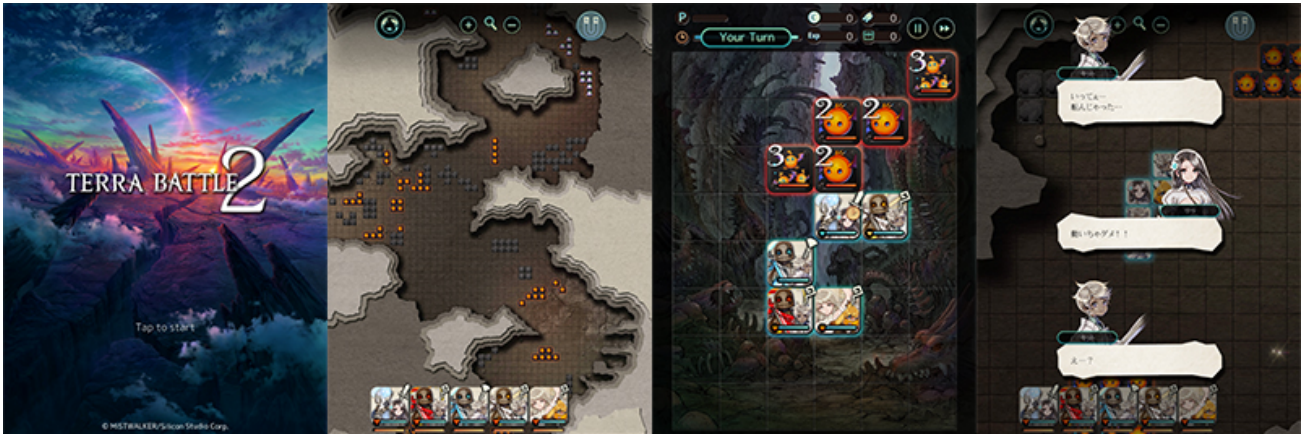 TERRA BATTLE 2
Tap to start
© MISTWALKER/Silicon Studio Corp.
P
Your Turn
C 0
0
Exp 0
0
3
2 2
3 2
いってぇ…
転んじゃった…
動いちゃダメ！！
えー？